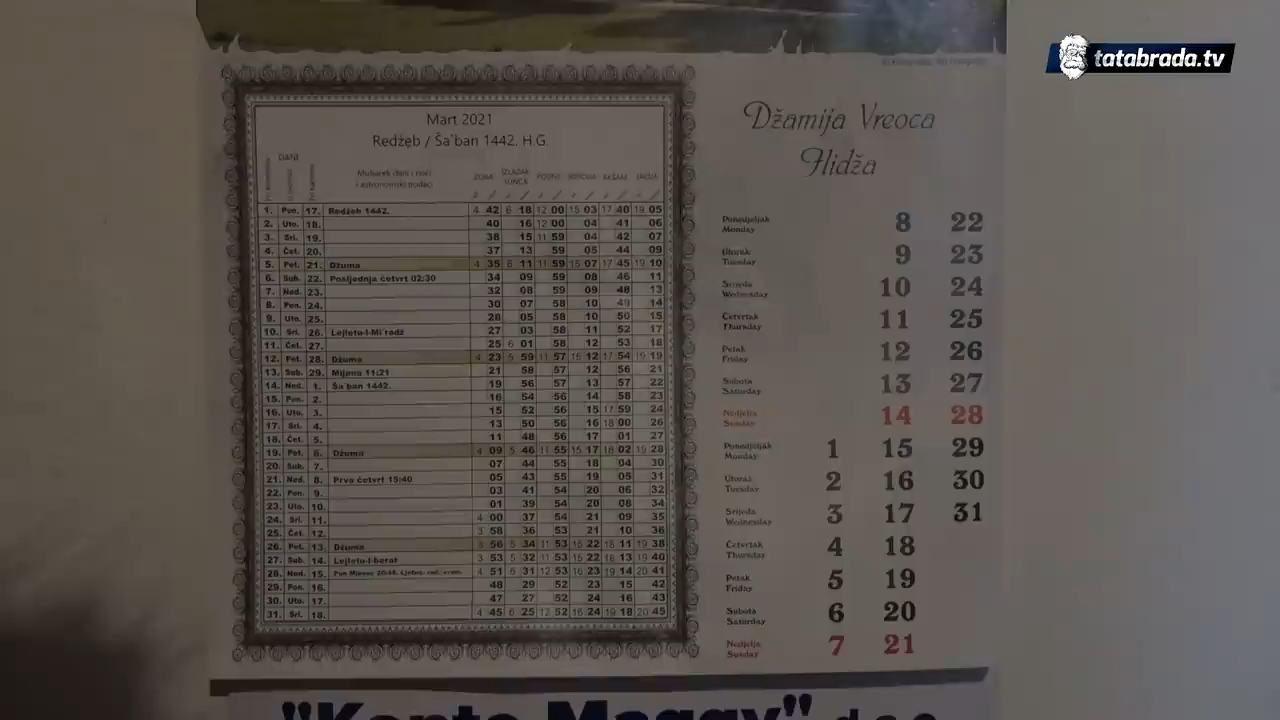 tatabrada.tv
Mart 2021
Redžeb / Ša'ban 1442. H.G.
DANI
Mubarek dani i noći
i astronomski podaci
ZORA IZLAZAK SUNCA PODNE IKINDIJA AKŠAM JACIJA
1. Pon. 17. Redžeb 1442. 4 42 6 18 12 00 15 03 17 40 19 05
2. Uto. 18. 40 16 12 00 04 41 06
3. Sri. 19. 38 15 11 59 04 42 07
4. Čet. 20. 37 13 59 05 44 09
5. Pet. 21. Džuma 4 35 6 11 11 59 15 07 17 45 19 10
6. Sub. 22. Posljednja četvrt 02:30 34 09 59 08 46 11
7. Ned. 23. 32 08 59 09 48 13
8. Pon. 24. 30 07 58 10 49 14
9. Uto. 25. 28 05 58 10 50 15
10. Sri. 26. Lejletu-l-Mi'radž 27 03 58 11 52 17
11. Čet. 27. 25 6 01 58 12 53 18
12. Pet. 28. Džuma 4 23 5 59 11 57 15 12 17 54 19 19
13. Sub. 29. Mijena 11:21 21 58 57 12 56 21
14. Ned. 1. Ša'ban 1442. 19 56 57 13 57 22
15. Pon. 2. 16 54 56 14 58 23
16. Uto. 3. 15 52 56 15 17 59 24
17. Sri. 4. 13 50 56 16 18 00 26
18. Čet. 5. 11 48 56 17 01 27
19. Pet. 6. Džuma 4 09 5 46 11 55 15 17 18 02 19 28
20. Sub. 7. 07 44 55 18 04 30
21. Ned. 8. Prva četvrt 15:40 05 43 55 19 05 31
22. Pon. 9. 03 41 54 20 06 32
23. Uto. 10. 01 39 54 20 08 34
24. Sri. 11. 4 00 37 54 21 09 35
25. Čet. 12. 3 58 36 53 21 10 36
26. Pet. 13. Džuma 3 56 5 34 11 53 15 22 18 11 19 38
27. Sub. 14. Lejletu-l-berat 3 53 5 32 11 53 15 22 18 13 19 40
28. Ned. 15. 4 51 6 31 12 53 16 23 19 14 20 41
29. Pon. 16. 48 29 52 23 15 42
30. Uto. 17. 47 27 52 24 16 43
31. Sri. 18. 4 45 6 25 12 52 16 24 19 18 20 45
Džamija Vreoca
Ilidža
Ponedjeljak Monday 8 22
Utorak Tuesday 9 23
Srijeda Wednesday 10 24
Četvrtak Thursday 11 25
Petak Friday 12 26
Subota Saturday 13 27
Nedjelja Sunday 14 28
Ponedjeljak Monday 1 15 29
Utorak Tuesday 2 16 30
Srijeda Wednesday 3 17 31
Četvrtak Thursday 4 18
Petak Friday 5 19
Subota Saturday 6 20
Nedjelja Sunday 7 21
"Konto Maggy" d.o.o.